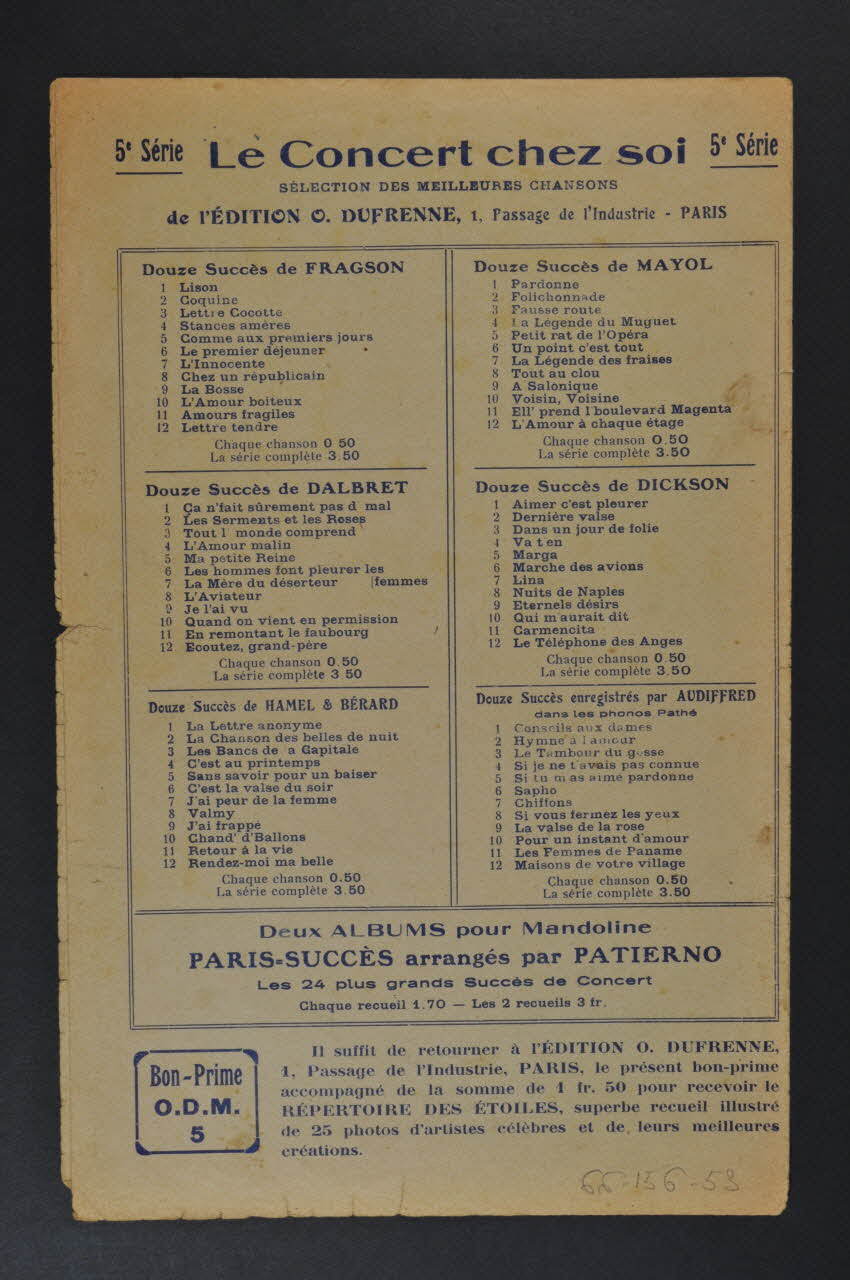 5e Série Le Concert chez soi 5e Série
SÉLECTION DES MEILLEURES CHANSONS
de l'ÉDITION O. DUFRENNE, 1, Passage de l'Industrie - PARIS
Douze Succès de FRAGSON
1 Lison
2 Coquine
3 Lettre Cocotte
4 Stances amères
5 Comme aux premiers jours
6 Le premier déjeuner
7 L'Innocente
8 Chez un républicain
9 La Bosse
10 L'Amour boiteux
11 Amours fragiles
12 Lettre tendre
Chaque chanson 0 50
La série complète 3.50
Douze Succès de DALBRET
1 Ça n'fait sûrement pas d mal
2 Les Serments et les Roses
3 Tout l' monde comprend
4 L'Amour malin
5 Ma petite Reine
6 Les hommes font pleurer les
7 La Mère du déserteur [femmes
8 L'Aviateur
9 Je l'ai vu
10 Quand on vient en permission
11 En remontant le faubourg
12 Ecoutez, grand-père
Chaque chanson 0.50
La série complète 3 50
Douze Succès de HAMEL & BÉRARD
1 La Lettre anonyme
2 La Chanson des belles de nuit
3 Les Bancs de a Capitale
4 C'est au printemps
5 Sans savoir pour un baiser
6 C'est la valse du soir
7 J'ai peur de la femme
8 Valmy
9 J'ai frappé
10 Chand' d'Ballons
11 Retour à la vie
12 Rendez-moi ma belle
Chaque chanson 0.50
La série complète 3.50
Douze Succès de MAYOL
1 Pardonne
2 Folichonnade
3 Fausse route
4 La Légende du Muguet
5 Petit rat de l'Opéra
6 Un point c'est tout
7 La Légende des fraises
8 Tout au clou
9 A Salonique
10 Voisin, Voisine
11 Ell' prend l'boulevard Magenta
12 L'Amour à chaque étage
Chaque chanson 0.50
La série complète 3.50
Douze Succès de DICKSON
1 Aimer c'est pleurer
2 Dernière valse
3 Dans un jour de folie
4 Va t en
5 Marga
6 Marche des avions
7 Lina
8 Nuits de Naples
9 Eternels désirs
10 Qui m'aurait dit
11 Carmencita
12 Le Téléphone des Anges
Chaque chanson 0.50
La série complète 3.50
Douze Succès enregistrés par AUDIFFRED
dans les phonos Pathé
1 Conseils aux dames
2 Hymne à l'amour
3 Le Tambour du gosse
4 Si je ne t'avais pas connue
5 Si tu m'as aimé pardonne
6 Sapho
7 Chiffons
8 Si vous fermez les yeux
9 La valse de la rose
10 Pour un instant d'amour
11 Les Femmes de Paname
12 Maisons de votre village
Chaque chanson 0.50
La série complète 3.50
Deux ALBUMS pour Mandoline
PARIS=SUCCÈS arrangés par PATIERNO
Les 24 plus grands Succès de Concert
Chaque recueil 1.70 — Les 2 recueils 3 fr.
Bon-Prime
O.D.M.
5
Il suffit de retourner à l'ÉDITION O. DUFRENNE,
1, Passage de l'Industrie, PARIS, le présent bon-prime
accompagné de la somme de 1 fr. 50 pour recevoir le
RÉPERTOIRE DES ÉTOILES, superbe recueil illustré
de 25 photos d'artistes célèbres et de leurs meilleures
créations.
66-156-53